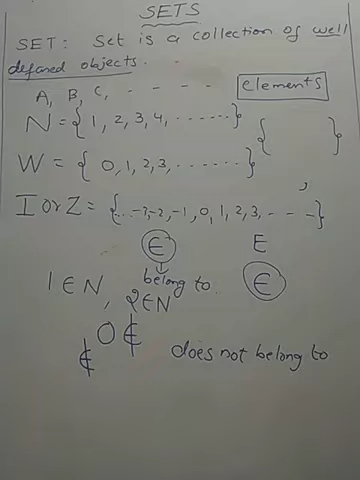 SETS
SET: Set is a collection of well
defined objects.
A, B, C, - - - - elements
N = {1, 2, 3, 4, .......} { }
W = {0, 1, 2, 3, .......} ,
I or Z = {...-3, -2, -1, 0, 1, 2, 3, - - -}
∈ E
1 ∈ N, belong to ∈
2 ∈ N
0 ∉
∉ does not belong to